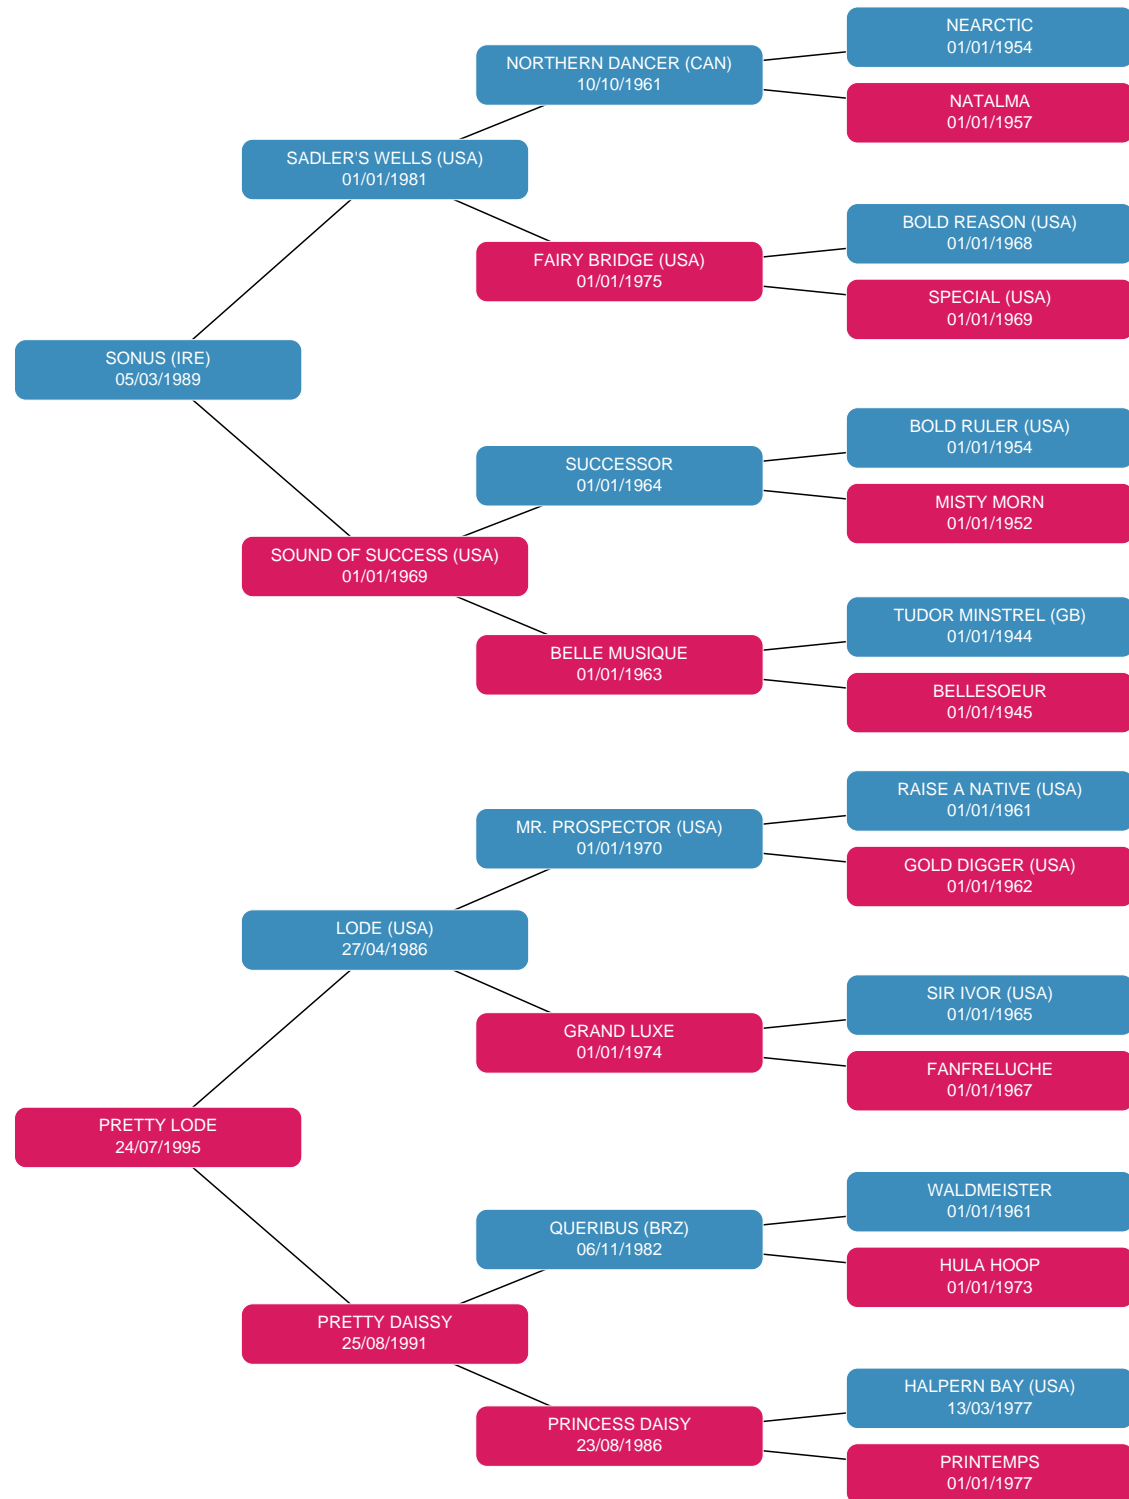 NEARCTIC
01/01/1954
NORTHERN DANCER (CAN)
10/10/1961
NATALMA
01/01/1957
SADLER'S WELLS (USA)
01/01/1981
BOLD REASON (USA)
01/01/1968
FAIRY BRIDGE (USA)
01/01/1975
SPECIAL (USA)
01/01/1969
SONUS (IRE)
05/03/1989
BOLD RULER (USA)
01/01/1954
SUCCESSOR
01/01/1964
MISTY MORN
01/01/1952
SOUND OF SUCCESS (USA)
01/01/1969
TUDOR MINSTREL (GB)
01/01/1944
BELLE MUSIQUE
01/01/1963
BELLESOEUR
01/01/1945
RAISE A NATIVE (USA)
01/01/1961
MR. PROSPECTOR (USA)
01/01/1970
GOLD DIGGER (USA)
01/01/1962
LODE (USA)
27/04/1986
SIR IVOR (USA)
01/01/1965
GRAND LUXE
01/01/1974
FANFRELUCHE
01/01/1967
PRETTY LODE
24/07/1995
WALDMEISTER
01/01/1961
QUERIBUS (BRZ)
06/11/1982
HULA HOOP
01/01/1973
PRETTY DAISSY
25/08/1991
HALPERN BAY (USA)
13/03/1977
PRINCESS DAISY
23/08/1986
PRINTEMPS
01/01/1977